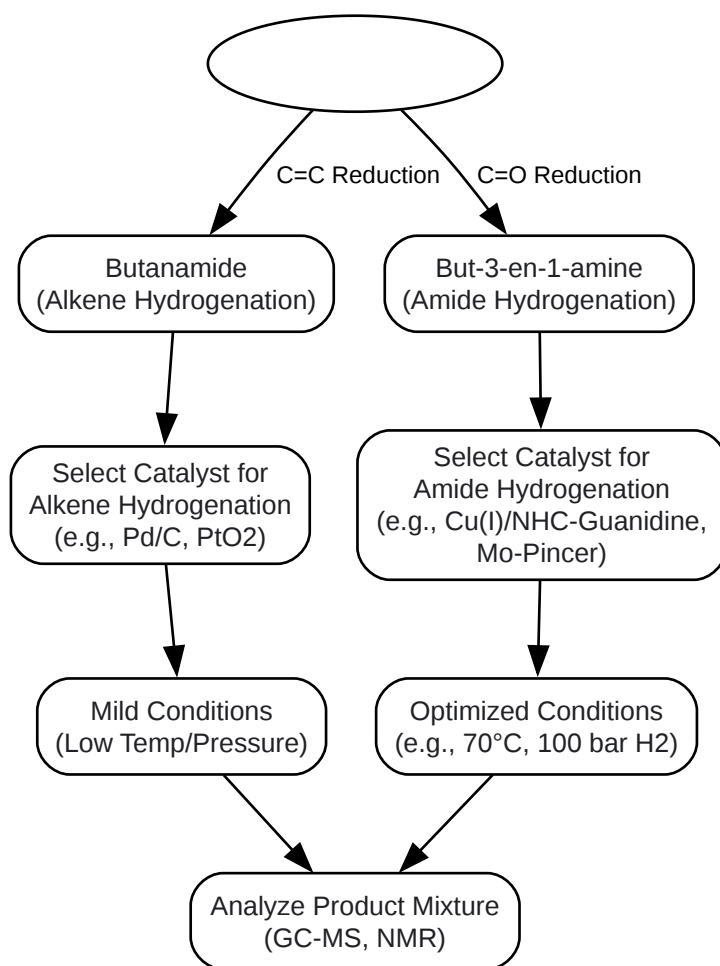 C=C Reduction
C=O Reduction
Butanamide
(Alkene Hydrogenation)
But-3-en-1-amine
(Amide Hydrogenation)
Select Catalyst for
Alkene Hydrogenation
(e.g., Pd/C, PtO2)
Select Catalyst for
Amide Hydrogenation
(e.g., Cu(I)/NHC-Guanidine,
Mo-Pincer)
Mild Conditions
(Low Temp/Pressure)
Optimized Conditions
(e.g., 70°C, 100 bar H2)
Analyze Product Mixture
(GC-MS, NMR)